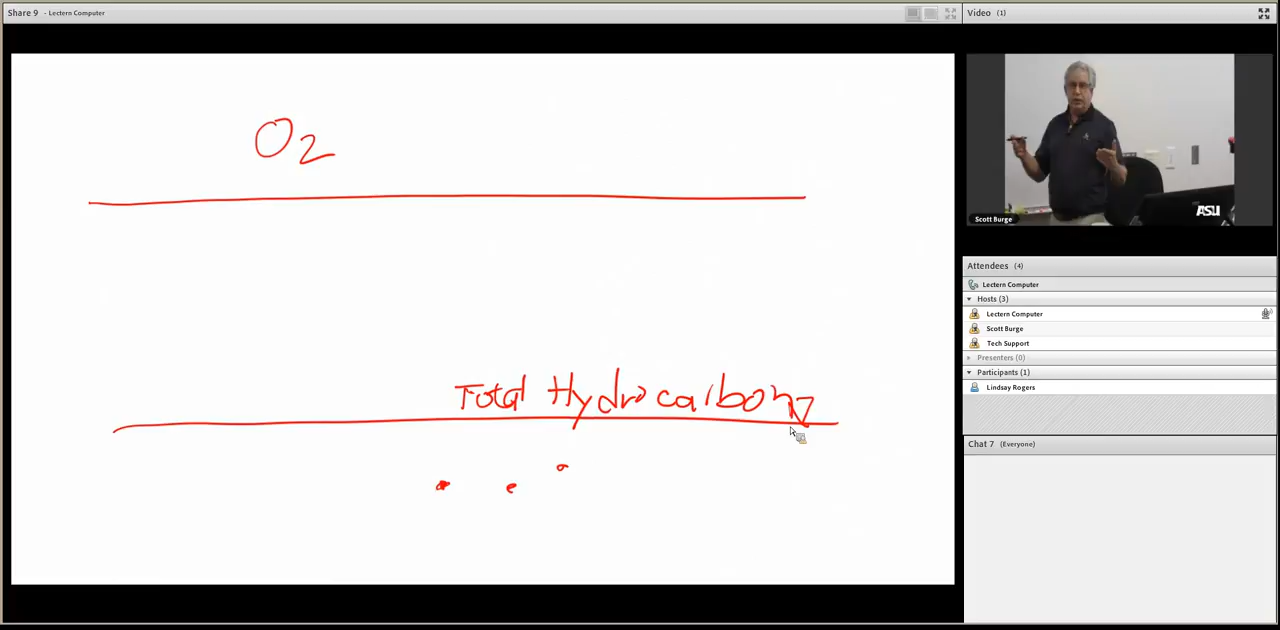 Share 9 - Lectern Computer
Video (1)
O2
Total Hydrocarbons
Scott Burge
ASU
Attendees (4)
Lectern Computer
Hosts (3)
Lectern Computer
Scott Burge
Tech Support
Presenters (0)
Participants (1)
Lindsay Rogers
Chat 7 (Everyone)